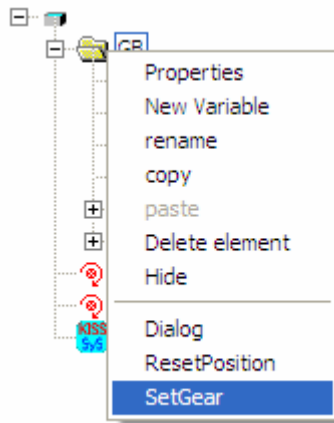 GB
Properties
New Variable
rename
copy
paste
Delete element
Hide
KISS
SyS
Dialog
ResetPosition
SetGear